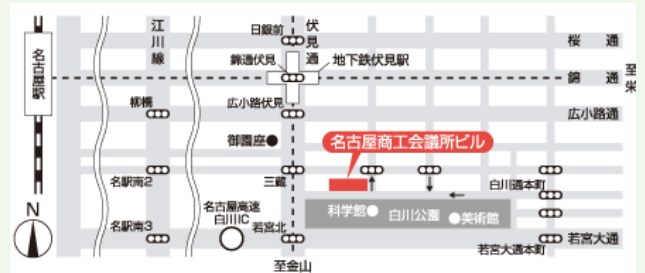 江川線
日銀前
伏見通
桜通
名古屋駅
錦通伏見
地下鉄伏見駅
錦通
至栄
柳橋
広小路伏見
広小路通
御園座
名古屋商工会議所ビル
名駅南2
三蔵
白川通本町
N
名古屋高速
白川IC
科学館
白川公園
美術館
名駅南3
若宮北
若宮大通
若宮大通本町
至金山